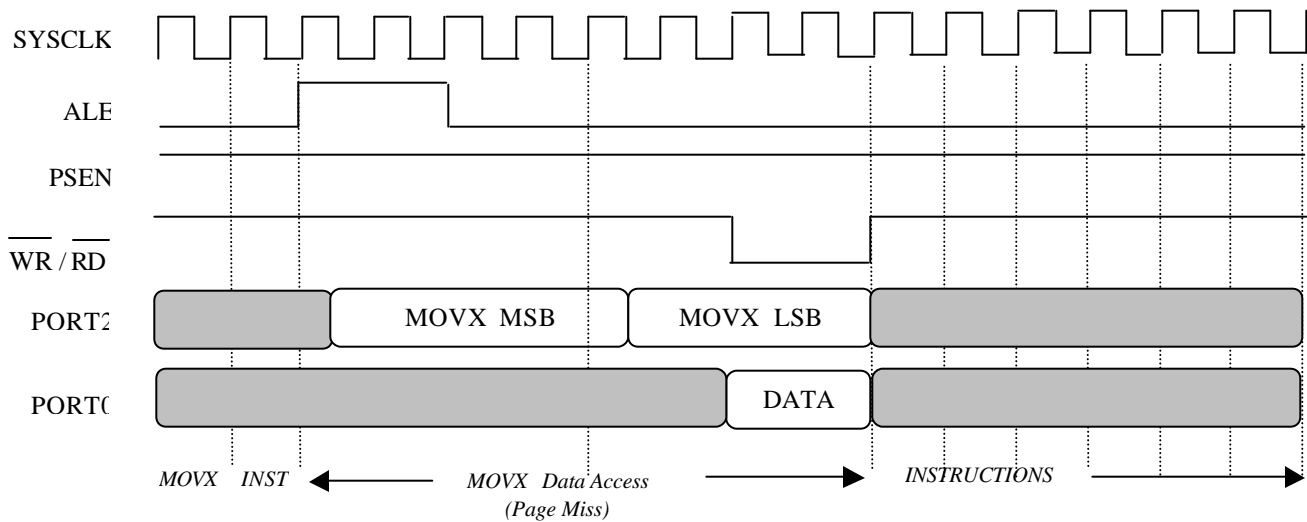 SYSCLK
ALE
PSEN
WR / RD
PORT2
MOVX MSB
MOVX LSB
PORT0
DATA
MOVX INST
MOVX Data Access
(Page Miss)
INSTRUCTIONS